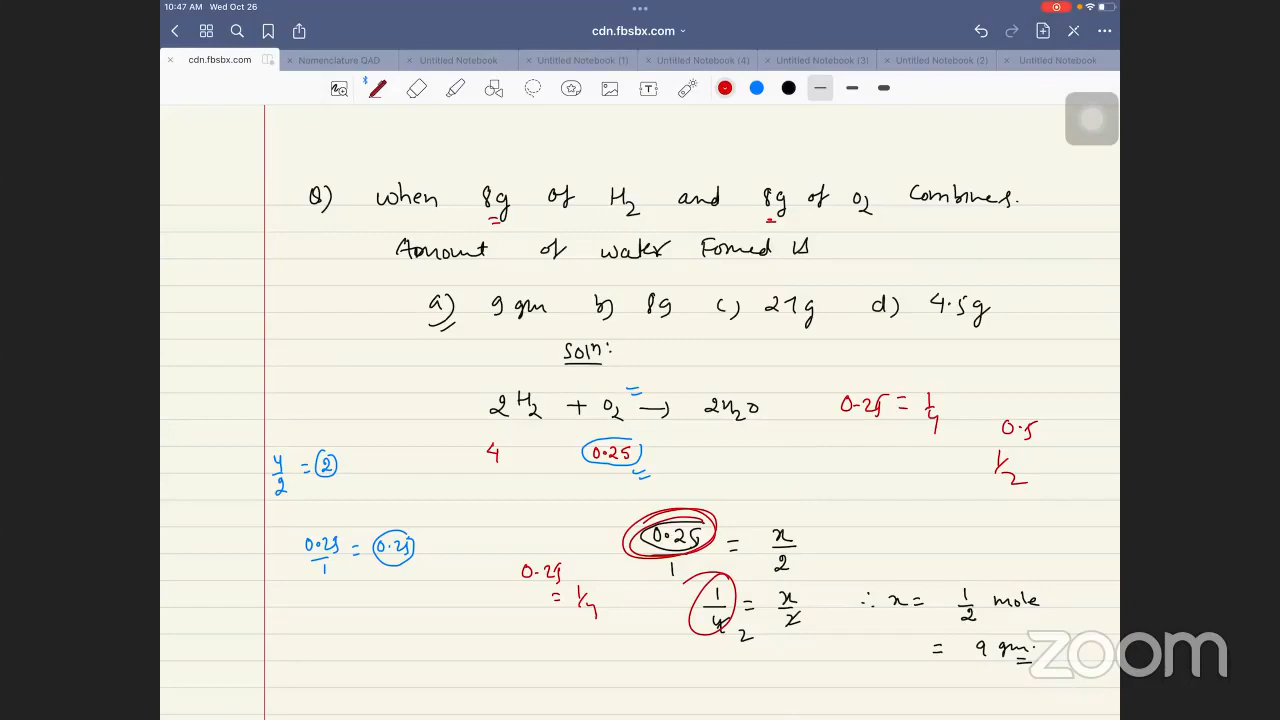 10:47 AM Wed Oct 26
cdn.fbsbx.com
cdn.fbsbx.com
Nomenclature QAD
Untitled Notebook
Untitled Notebook (1)
Untitled Notebook (4)
Untitled Notebook (3)
Untitled Notebook (2)
Untitled Notebook
Q) When 8g of H2 and 8g of O2 Combines.
Amount of water Formed is
a) 9 gm b) 8g c) 27g d) 4.5g
Soln:
2H2 + O2 → 2H2O
0.25 = 1/4
0.5
1/2
4 0.25
4/2 = 2
0.25/1 = 0.25
0.25/1 = x/2
0.25
= 1/4
1/4 = x/2 ∴ x = 1/2 mole
2
= 9 gm.
zoom